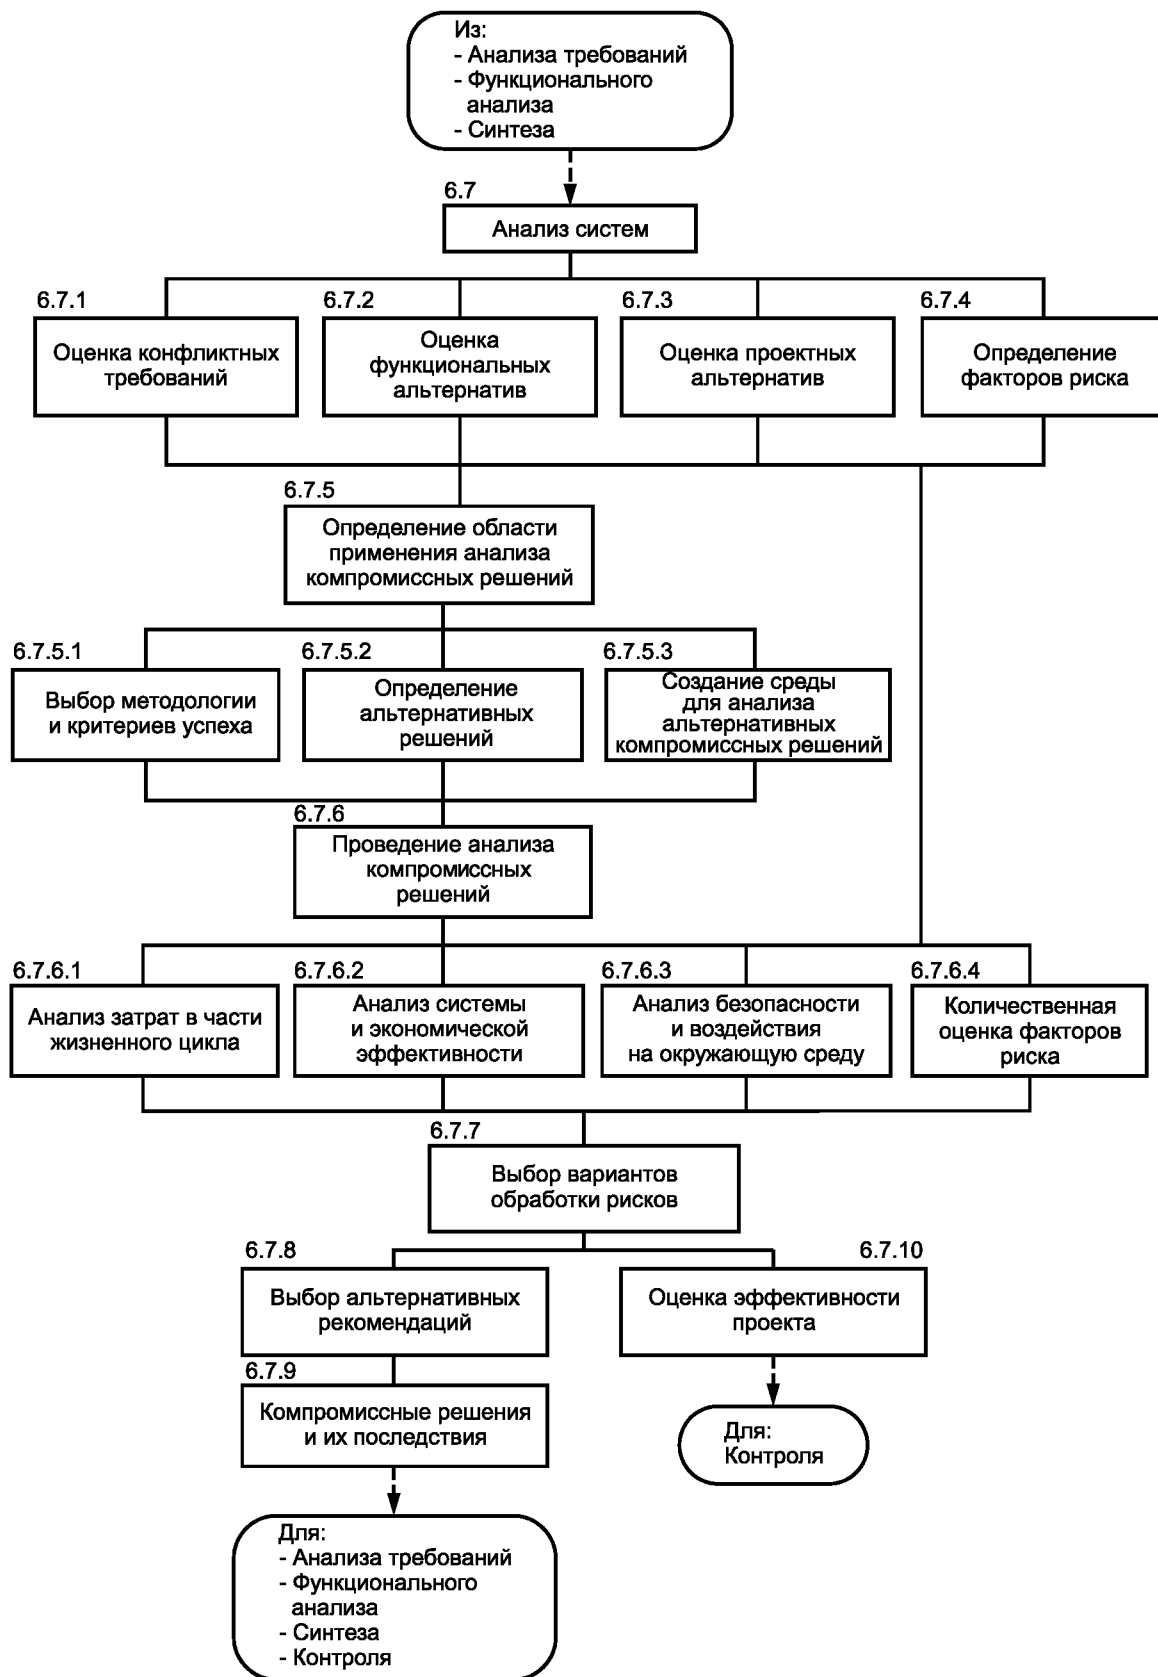 Из:
- Анализа требований
- Функционального
анализа
- Синтеза
6.7
Анализ систем
6.7.1
Оценка конфликтных
требований
6.7.2
Оценка
функциональных
альтернатив
6.7.3
Оценка проектных
альтернатив
6.7.4
Определение
факторов риска
6.7.5
Определение области
применения анализа
компромиссных решений
6.7.5.1
Выбор методологии
и критериев успеха
6.7.5.2
Определение
альтернативных
решений
6.7.5.3
Создание среды
для анализа
альтернативных
компромиссных решений
6.7.6
Проведение анализа
компромиссных
решений
6.7.6.1
Анализ затрат в части
жизненного цикла
6.7.6.2
Анализ системы
и экономической
эффективности
6.7.6.3
Анализ безопасности
и воздействия
на окружающую среду
6.7.6.4
Количественная
оценка факторов
риска
6.7.7
Выбор вариантов
обработки рисков
6.7.8
Выбор альтернативных
рекомендаций
6.7.10
Оценка эффективности
проекта
6.7.9
Компромиссные решения
и их последствия
Для:
Контроля
Для:
- Анализа требований
- Функционального
анализа
- Синтеза
- Контроля